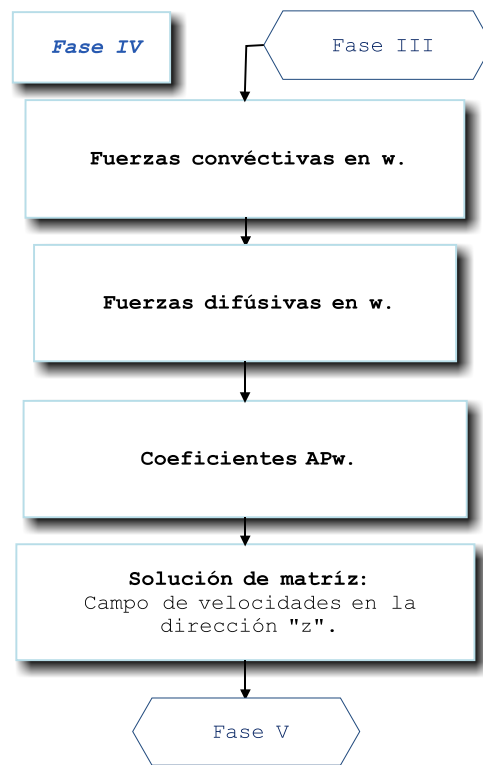 Fase IV
Fase III
Fuerzas convéctivas en w.
Fuerzas difúsivas en w.
Coeficientes APw.
Solución de matríz:
Campo de velocidades en la
dirección "z".
Fase V